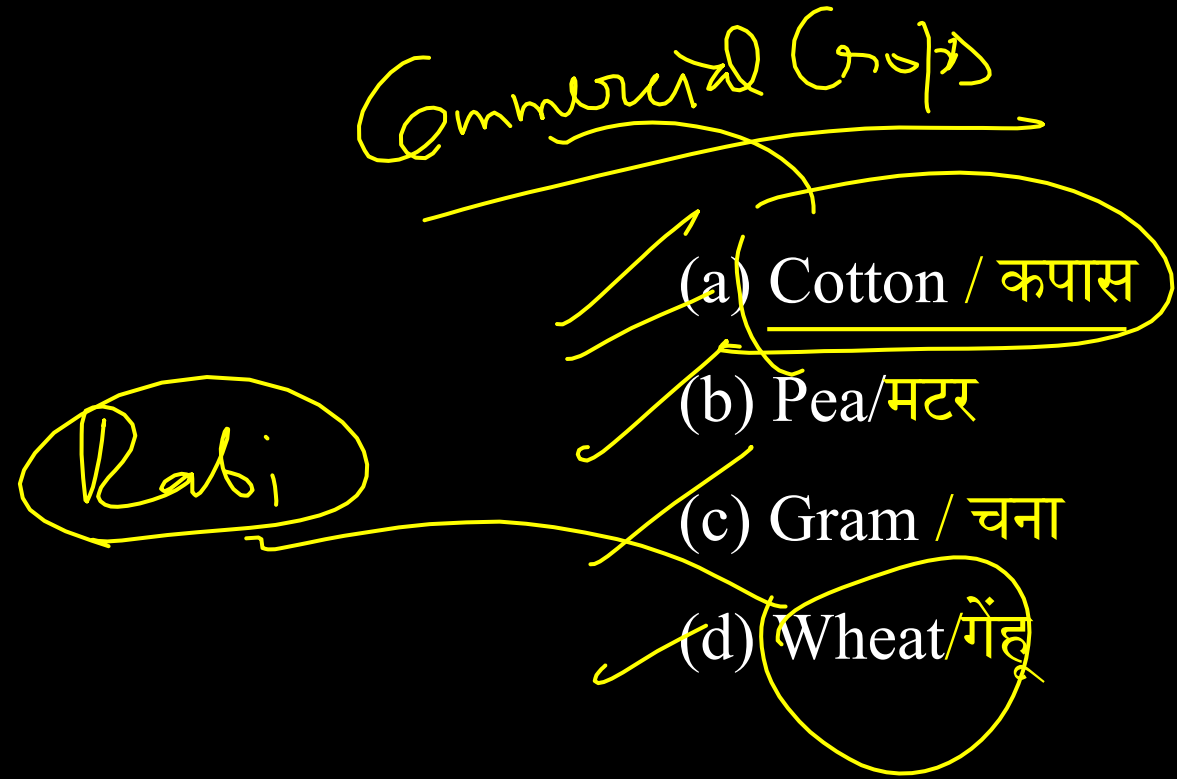 Commercial Crops
(a) Cotton / कपास
(b) Pea/मटर
Rabi
(c) Gram / चना
(d) Wheat/गेंहू